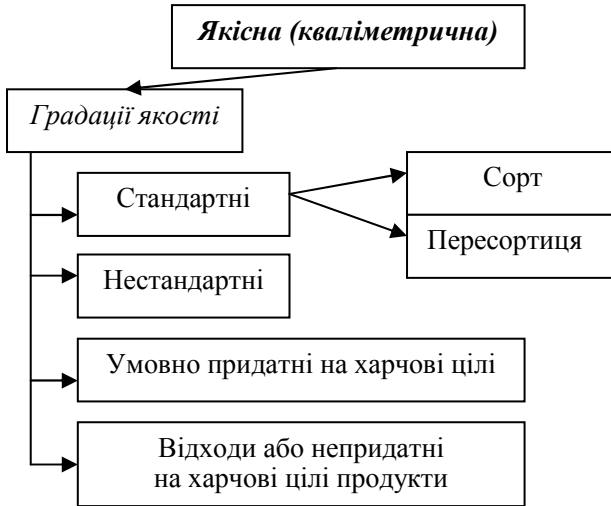 Якісна (кваліметрична)
Градації якості
Стандартні
Сорт
Пересортиця
Нестандартні
Умовно придатні на харчові цілі
Відходи або непридатні
на харчові цілі продукти